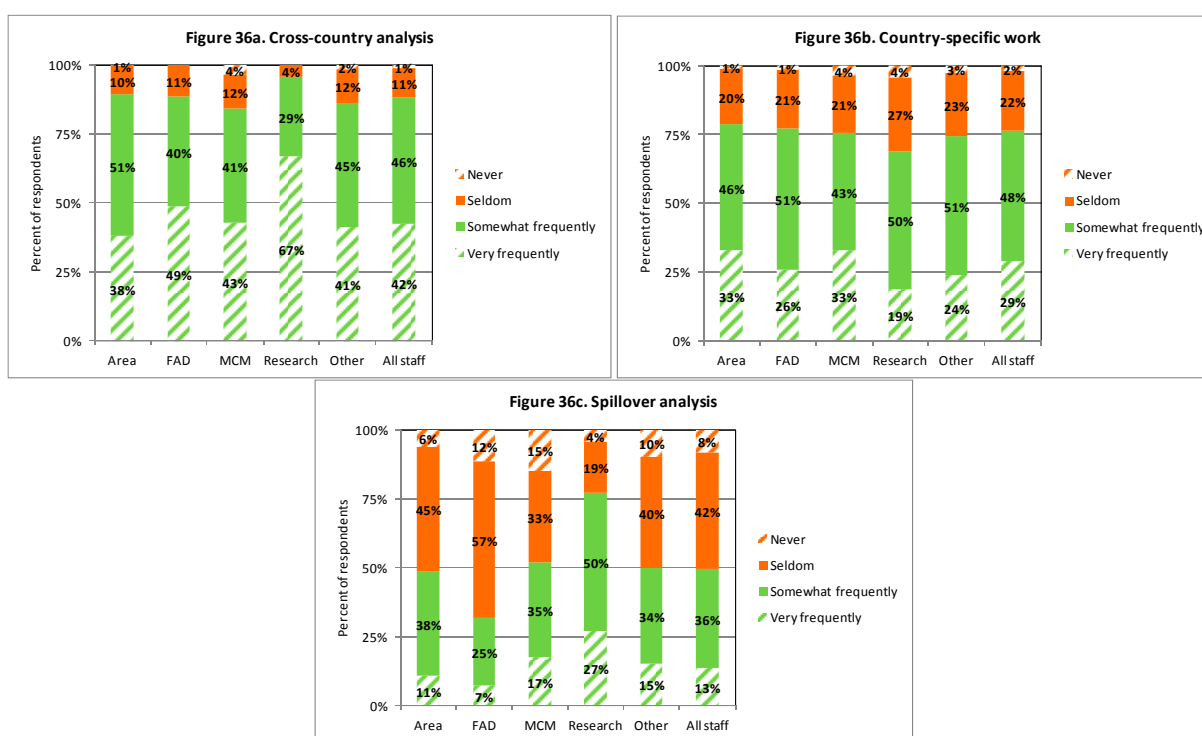 Figure 36a. Cross-country analysis
100%
75%
50%
25%
0%
Percent of respondents
1% 4% 4% 2% 1%
10% 11% 12% 12% 11%
51% 40% 41% 29% 45% 46%
38% 49% 43% 67% 41% 42%
Area FAD MCM Research Other All staff
Never
Seldom
Somewhat frequently
Very frequently
Figure 36b. Country-specific work
100%
75%
50%
25%
0%
Percent of respondents
1% 1% 4% 4% 3% 2%
20% 21% 21% 27% 23% 22%
46% 51% 43% 50% 51% 48%
33% 26% 33% 19% 24% 29%
Area FAD MCM Research Other All staff
Never
Seldom
Somewhat frequently
Very frequently
Figure 36c. Spillover analysis
100%
75%
50%
25%
0%
Percent of respondents
6% 12% 15% 4% 10% 8%
45% 57% 33% 19% 40% 42%
38% 25% 35% 50% 34% 36%
11% 7% 17% 27% 15% 13%
Area FAD MCM Research Other All staff
Never
Seldom
Somewhat frequently
Very frequently